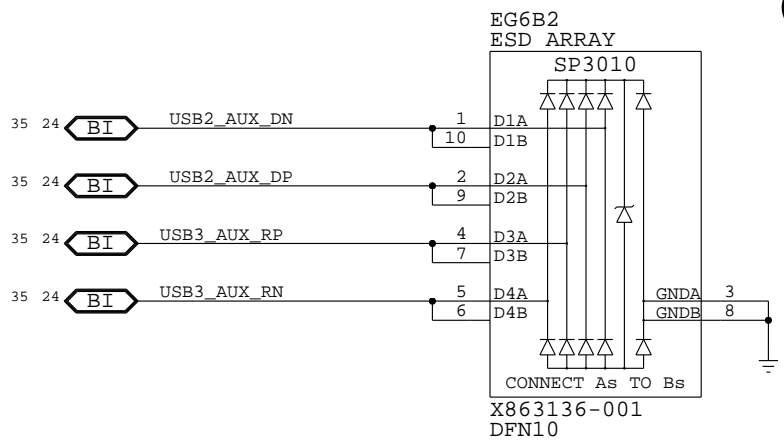 EG6B2
ESD ARRAY
SP3010
35 24 BI USB2_AUX_DN 1 D1A
10 D1B
35 24 BI USB2_AUX_DP 2 D2A
9 D2B
35 24 BI USB3_AUX_RP 4 D3A
7 D3B
35 24 BI USB3_AUX_RN 5 D4A GNDA 3
6 D4B GNDB 8
CONNECT As TO Bs
X863136-001
DFN10